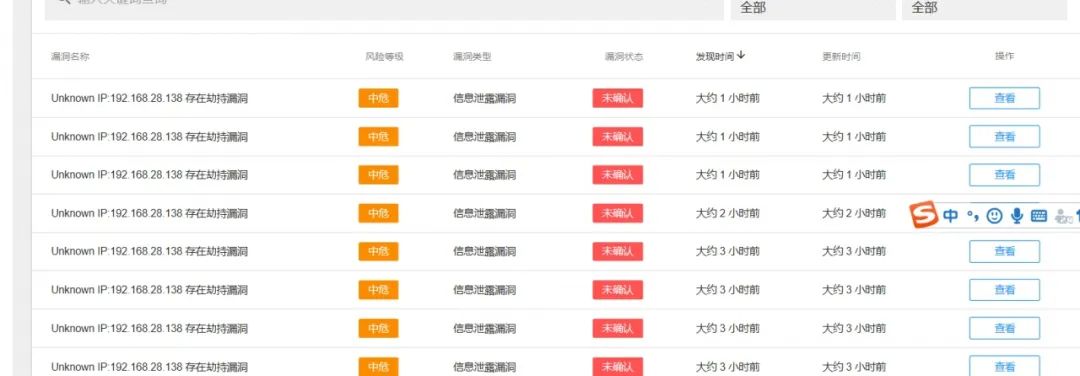 全部 全部
漏洞名称 风险等级 漏洞类型 漏洞状态 发现时间 更新时间 操作
Unknown IP:192.168.28.138 存在劫持漏洞 中危 信息泄露漏洞 未确认 大约 1 小时前 大约 1 小时前 查看
Unknown IP:192.168.28.138 存在劫持漏洞 中危 信息泄露漏洞 未确认 大约 1 小时前 大约 1 小时前 查看
Unknown IP:192.168.28.138 存在劫持漏洞 中危 信息泄露漏洞 未确认 大约 1 小时前 大约 1 小时前 查看
Unknown IP:192.168.28.138 存在劫持漏洞 中危 信息泄露漏洞 未确认 大约 2 小时前 大约 2 小时前 S 中
Unknown IP:192.168.28.138 存在劫持漏洞 中危 信息泄露漏洞 未确认 大约 3 小时前 大约 3 小时前 查看
Unknown IP:192.168.28.138 存在劫持漏洞 中危 信息泄露漏洞 未确认 大约 3 小时前 大约 3 小时前 查看
Unknown IP:192.168.28.138 存在劫持漏洞 中危 信息泄露漏洞 未确认 大约 3 小时前 大约 3 小时前 查看
Unknown IP:192.168.28.138 存在劫持漏洞 中危 信息泄露漏洞 未确认 大约 3 小时前 大约 3 小时前 查看